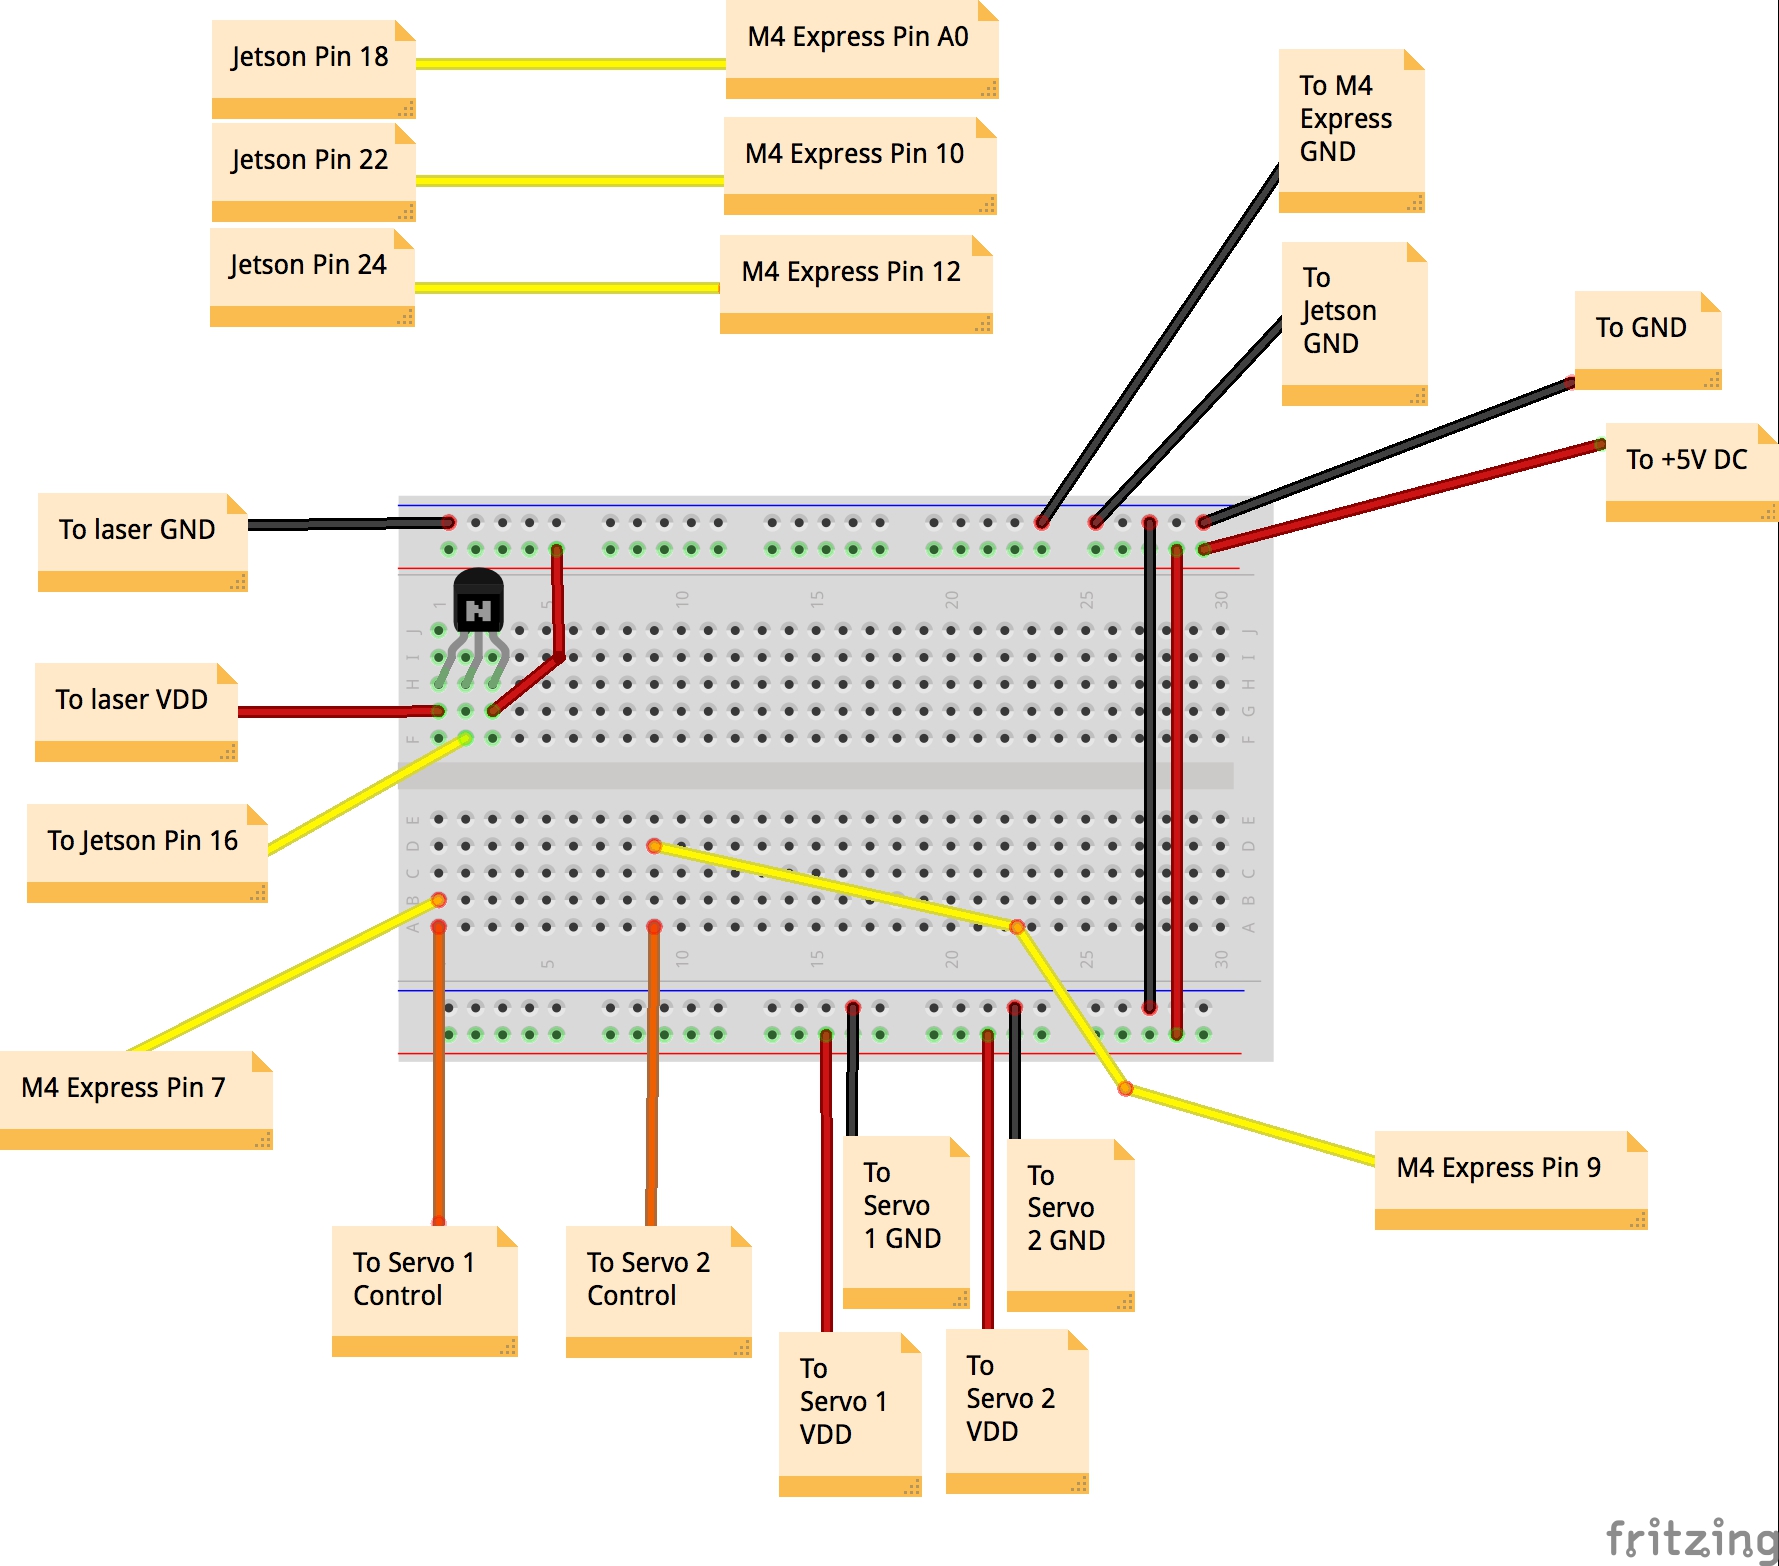 Jetson Pin 18
M4 Express Pin A0
Jetson Pin 22
M4 Express Pin 10
Jetson Pin 24
M4 Express Pin 12
To M4
Express
GND
To
Jetson
GND
To GND
To +5V DC
To laser GND
To laser VDD
To Jetson Pin 16
M4 Express Pin 7
1 5 10 15 20 25 30
J J
I I
H H
G G
F F
N
E E
D D
C C
B B
A A
5 10 15 20 25 30
To Servo 1
Control
To Servo 2
Control
To
Servo
1 GND
To
Servo
2 GND
To
Servo 1
VDD
To
Servo 2
VDD
M4 Express Pin 9
fritzing